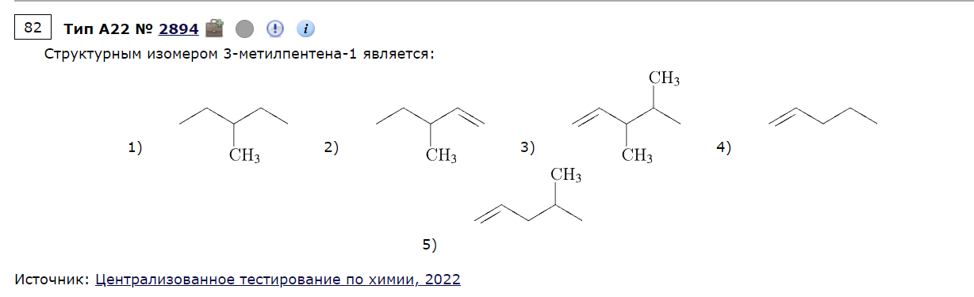 82 Тип А22 № 2894
Структурным изомером 3-метилпентена-1 является:
CH3
1) CH3 2) CH3 3) CH3 4)
CH3
5)
Источник: Централизованное тестирование по химии, 2022